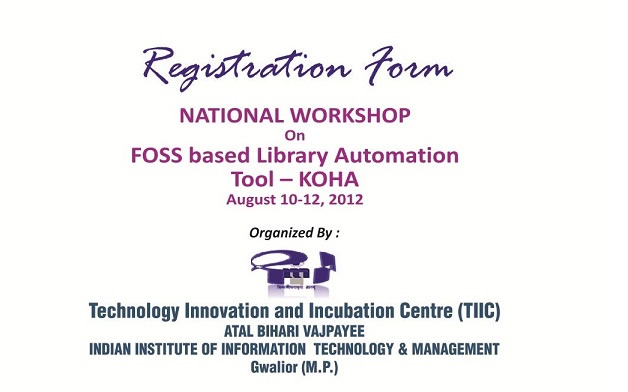 Registration Form
NATIONAL WORKSHOP
On
FOSS based Library Automation
Tool – KOHA
August 10-12, 2012
Organized By :
Technology Innovation and Incubation Centre (TIIC)
ATAL BIHARI VAJPAYEE
INDIAN INSTITUTE OF INFORMATION TECHNOLOGY & MANAGEMENT
Gwalior (M.P.)